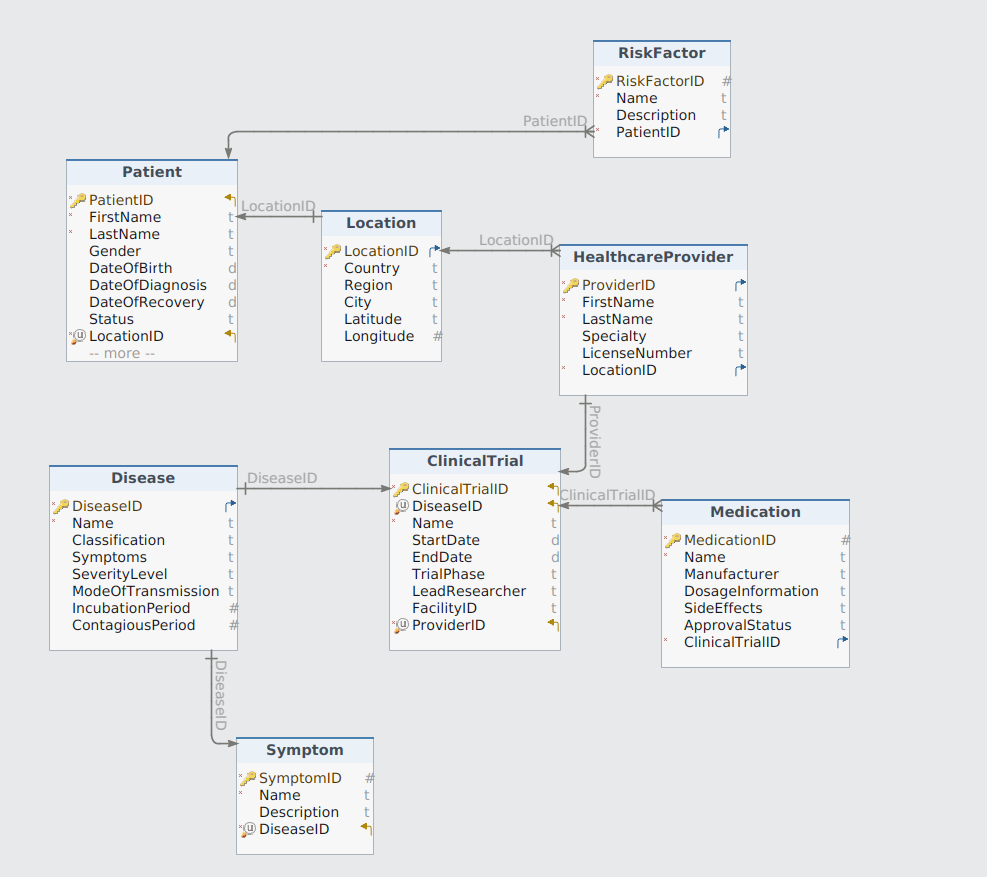 RiskFactor
RiskFactorID #
Name t
Description t
PatientID
PatientID
Patient
PatientID
FirstName t
LastName t
Gender t
DateOfBirth d
DateOfDiagnosis d
DateOfRecovery d
Status t
u LocationID
-- more --
LocationID
Location
LocationID
Country t
Region t
City t
Latitude t
Longitude #
LocationID
HealthcareProvider
ProviderID
FirstName t
LastName t
Specialty t
LicenseNumber t
LocationID
ProviderID
Disease
DiseaseID
Name t
Classification t
Symptoms t
SeverityLevel t
ModeOfTransmission t
IncubationPeriod #
ContagiousPeriod #
DiseaseID
ClinicalTrial
ClinicalTrialID
u DiseaseID
Name t
StartDate d
EndDate d
TrialPhase t
LeadResearcher t
FacilityID t
u ProviderID
ClinicalTrialID
Medication
MedicationID #
Name t
Manufacturer t
DosageInformation t
SideEffects t
ApprovalStatus t
ClinicalTrialID
DiseaseID
Symptom
SymptomID #
Name t
Description t
u DiseaseID